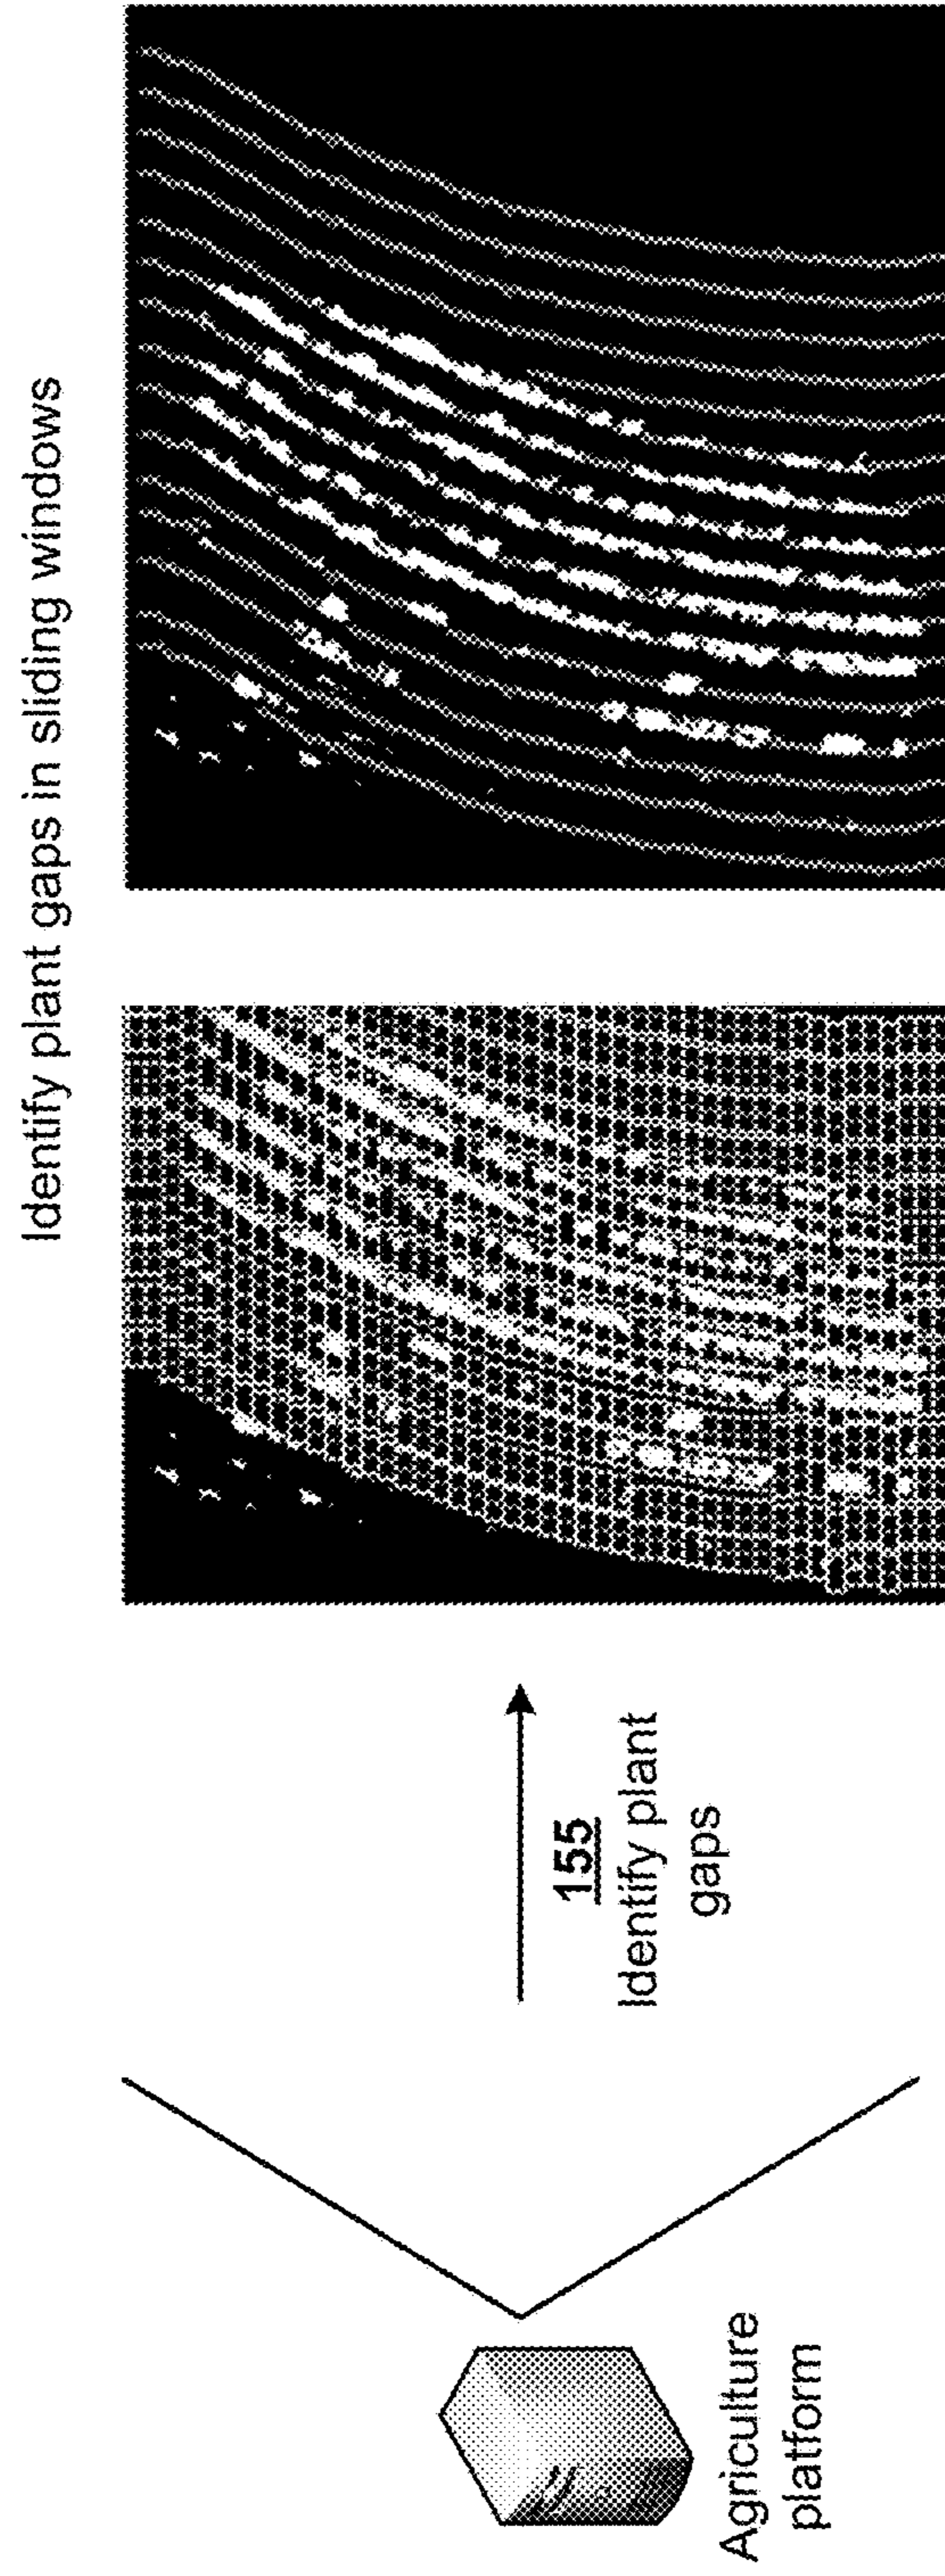 Identify plant gaps in sliding windows
155
Identify plant
gaps
Agriculture
platform